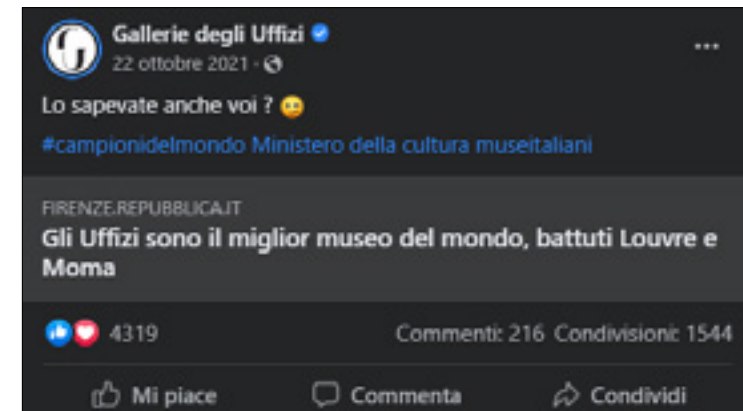 Gallerie degli Uffizi
22 ottobre 2021 ·
Lo sapevate anche voi ?
#campionidelmondo Ministero della cultura museitaliani
FIRENZE.REPUBBLICA.IT
Gli Uffizi sono il miglior museo del mondo, battuti Louvre e
Moma
4319 Commenti: 216 Condivisioni: 1544
Mi piace Commenta Condividi